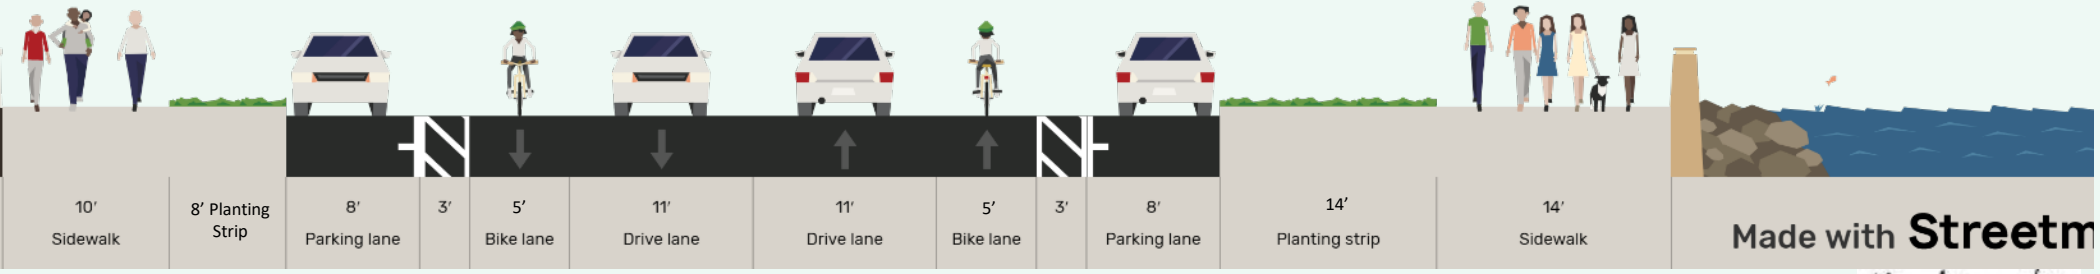 10’
Sidewalk
8’ Planting
Strip
8’
Parking lane
3’
5’
Bike lane
11’
Drive lane
11’
Drive lane
5’
Bike lane
3’
8’
Parking lane
14’
Planting strip
14’
Sidewalk
Made with Streetm